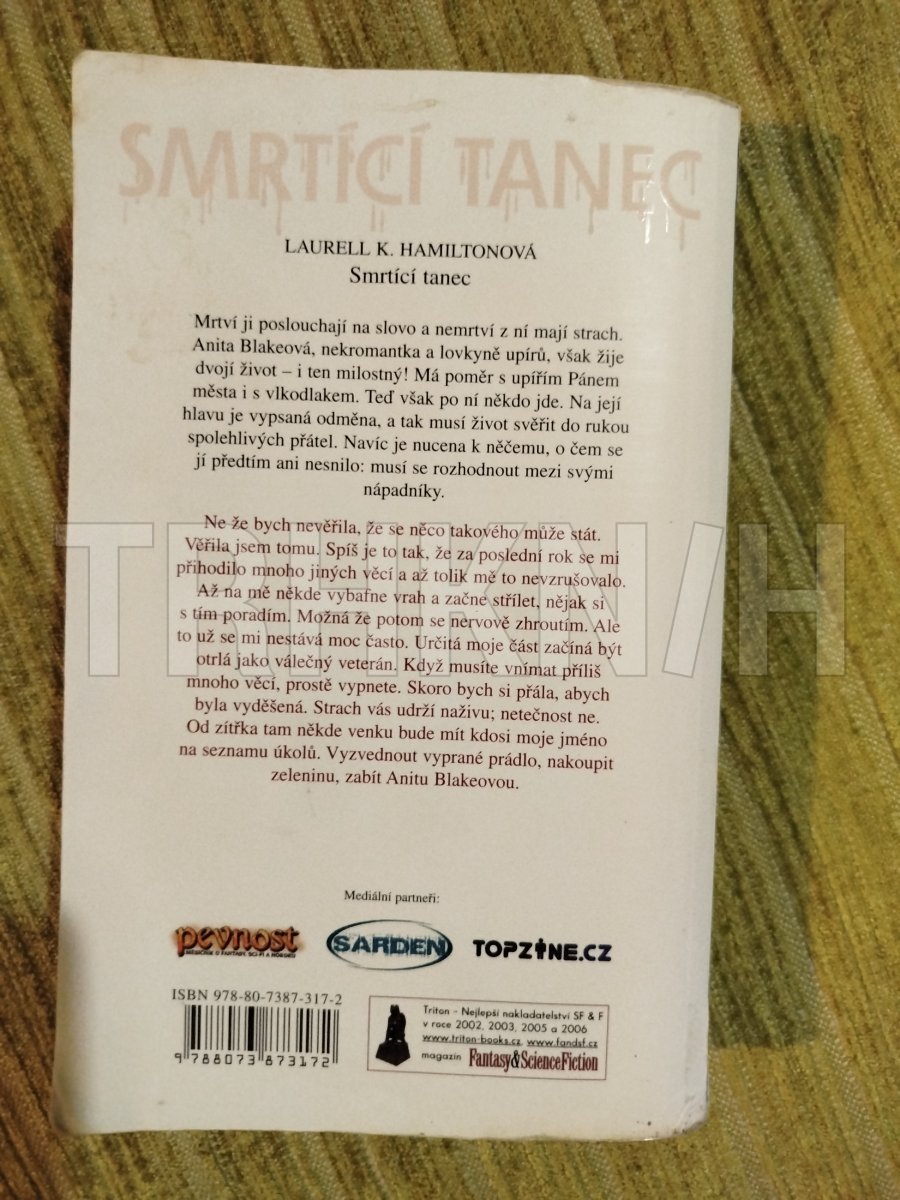 SMRTÍCÍ TANEC
LAURELL K. HAMILTONOVÁ
Smrtící tanec
Mrtví ji poslouchají na slovo a nemrtví z ní mají strach.
Anita Blakeová, nekromantka a lovkyně upírů, však žije
dvojí život – i ten milostný! Má poměr s upířím Pánem
města i s vlkodlakem. Teď však po ní někdo jde. Na její
hlavu je vypsaná odměna, a tak musí život svěřit do rukou
spolehlivých přátel. Navíc je nucena k něčemu, o čem se
jí předtím ani nesnilo: musí se rozhodnout mezi svými
nápadníky.
Ne že bych nevěřila, že se něco takového může stát.
Věřila jsem tomu. Spíš je to tak, že za poslední rok se mi
přihodilo mnoho jiných věcí a až tolik mě to nevzrušovalo.
Až na mě někde vybafne vrah a začne střílet, nějak si
s tím poradím. Možná že potom se nervově zhroutím. Ale
to už se mi nestává moc často. Určitá moje část začíná být
otrlá jako válečný veterán. Když musíte vnímat příliš
mnoho věcí, prostě vypnete. Skoro bych si přála, abych
byla vyděšená. Strach vás udrží naživu; netečnost ne.
Od zítřka tam někde venku bude mít kdosi moje jméno
na seznamu úkolů. Vyzvednout vyprané prádlo, nakoupit
zeleninu, zabít Anitu Blakeovou.
Mediální partneři:
pevnost
MĚSÍČNÍK O FANTASY, SCI-FI A HORORU
SARDEN
TOPZINE.CZ
ISBN 978-80-7387-317-2
9 788073 873172
Triton – Nejlepší nakladatelství SF & F
v roce 2002, 2003, 2005 a 2006
www.triton-books.cz, www.fandsf.cz
magazín Fantasy&ScienceFiction
TRHKNIH